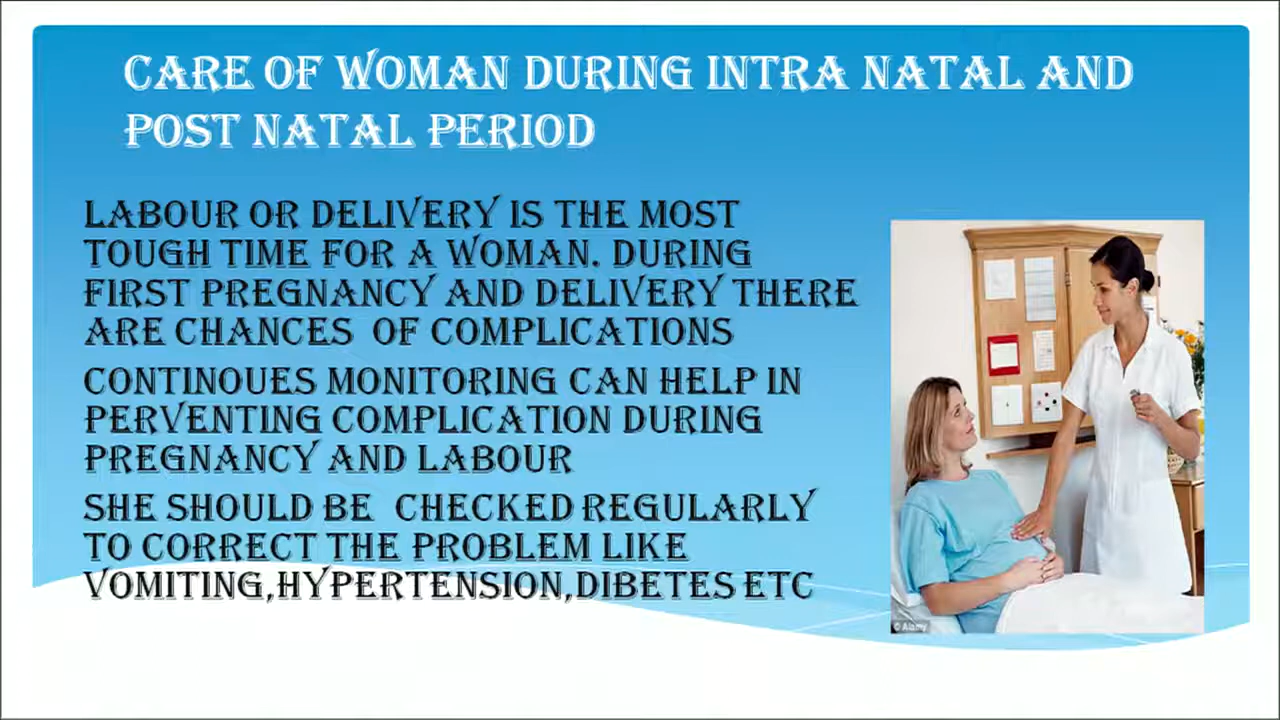 CARE OF WOMAN DURING INTRA NATAL AND
POST NATAL PERIOD
LABOUR OR DELIVERY IS THE MOST
TOUGH TIME FOR A WOMAN. DURING
FIRST PREGNANCY AND DELIVERY THERE
ARE CHANCES OF COMPLICATIONS
CONTINOUES MONITORING CAN HELP IN
PERVENTING COMPLICATION DURING
PREGNANCY AND LABOUR
SHE SHOULD BE CHECKED REGULARLY
TO CORRECT THE PROBLEM LIKE
VOMITING,HYPERTENSION,DIBETES ETC
© Alamy